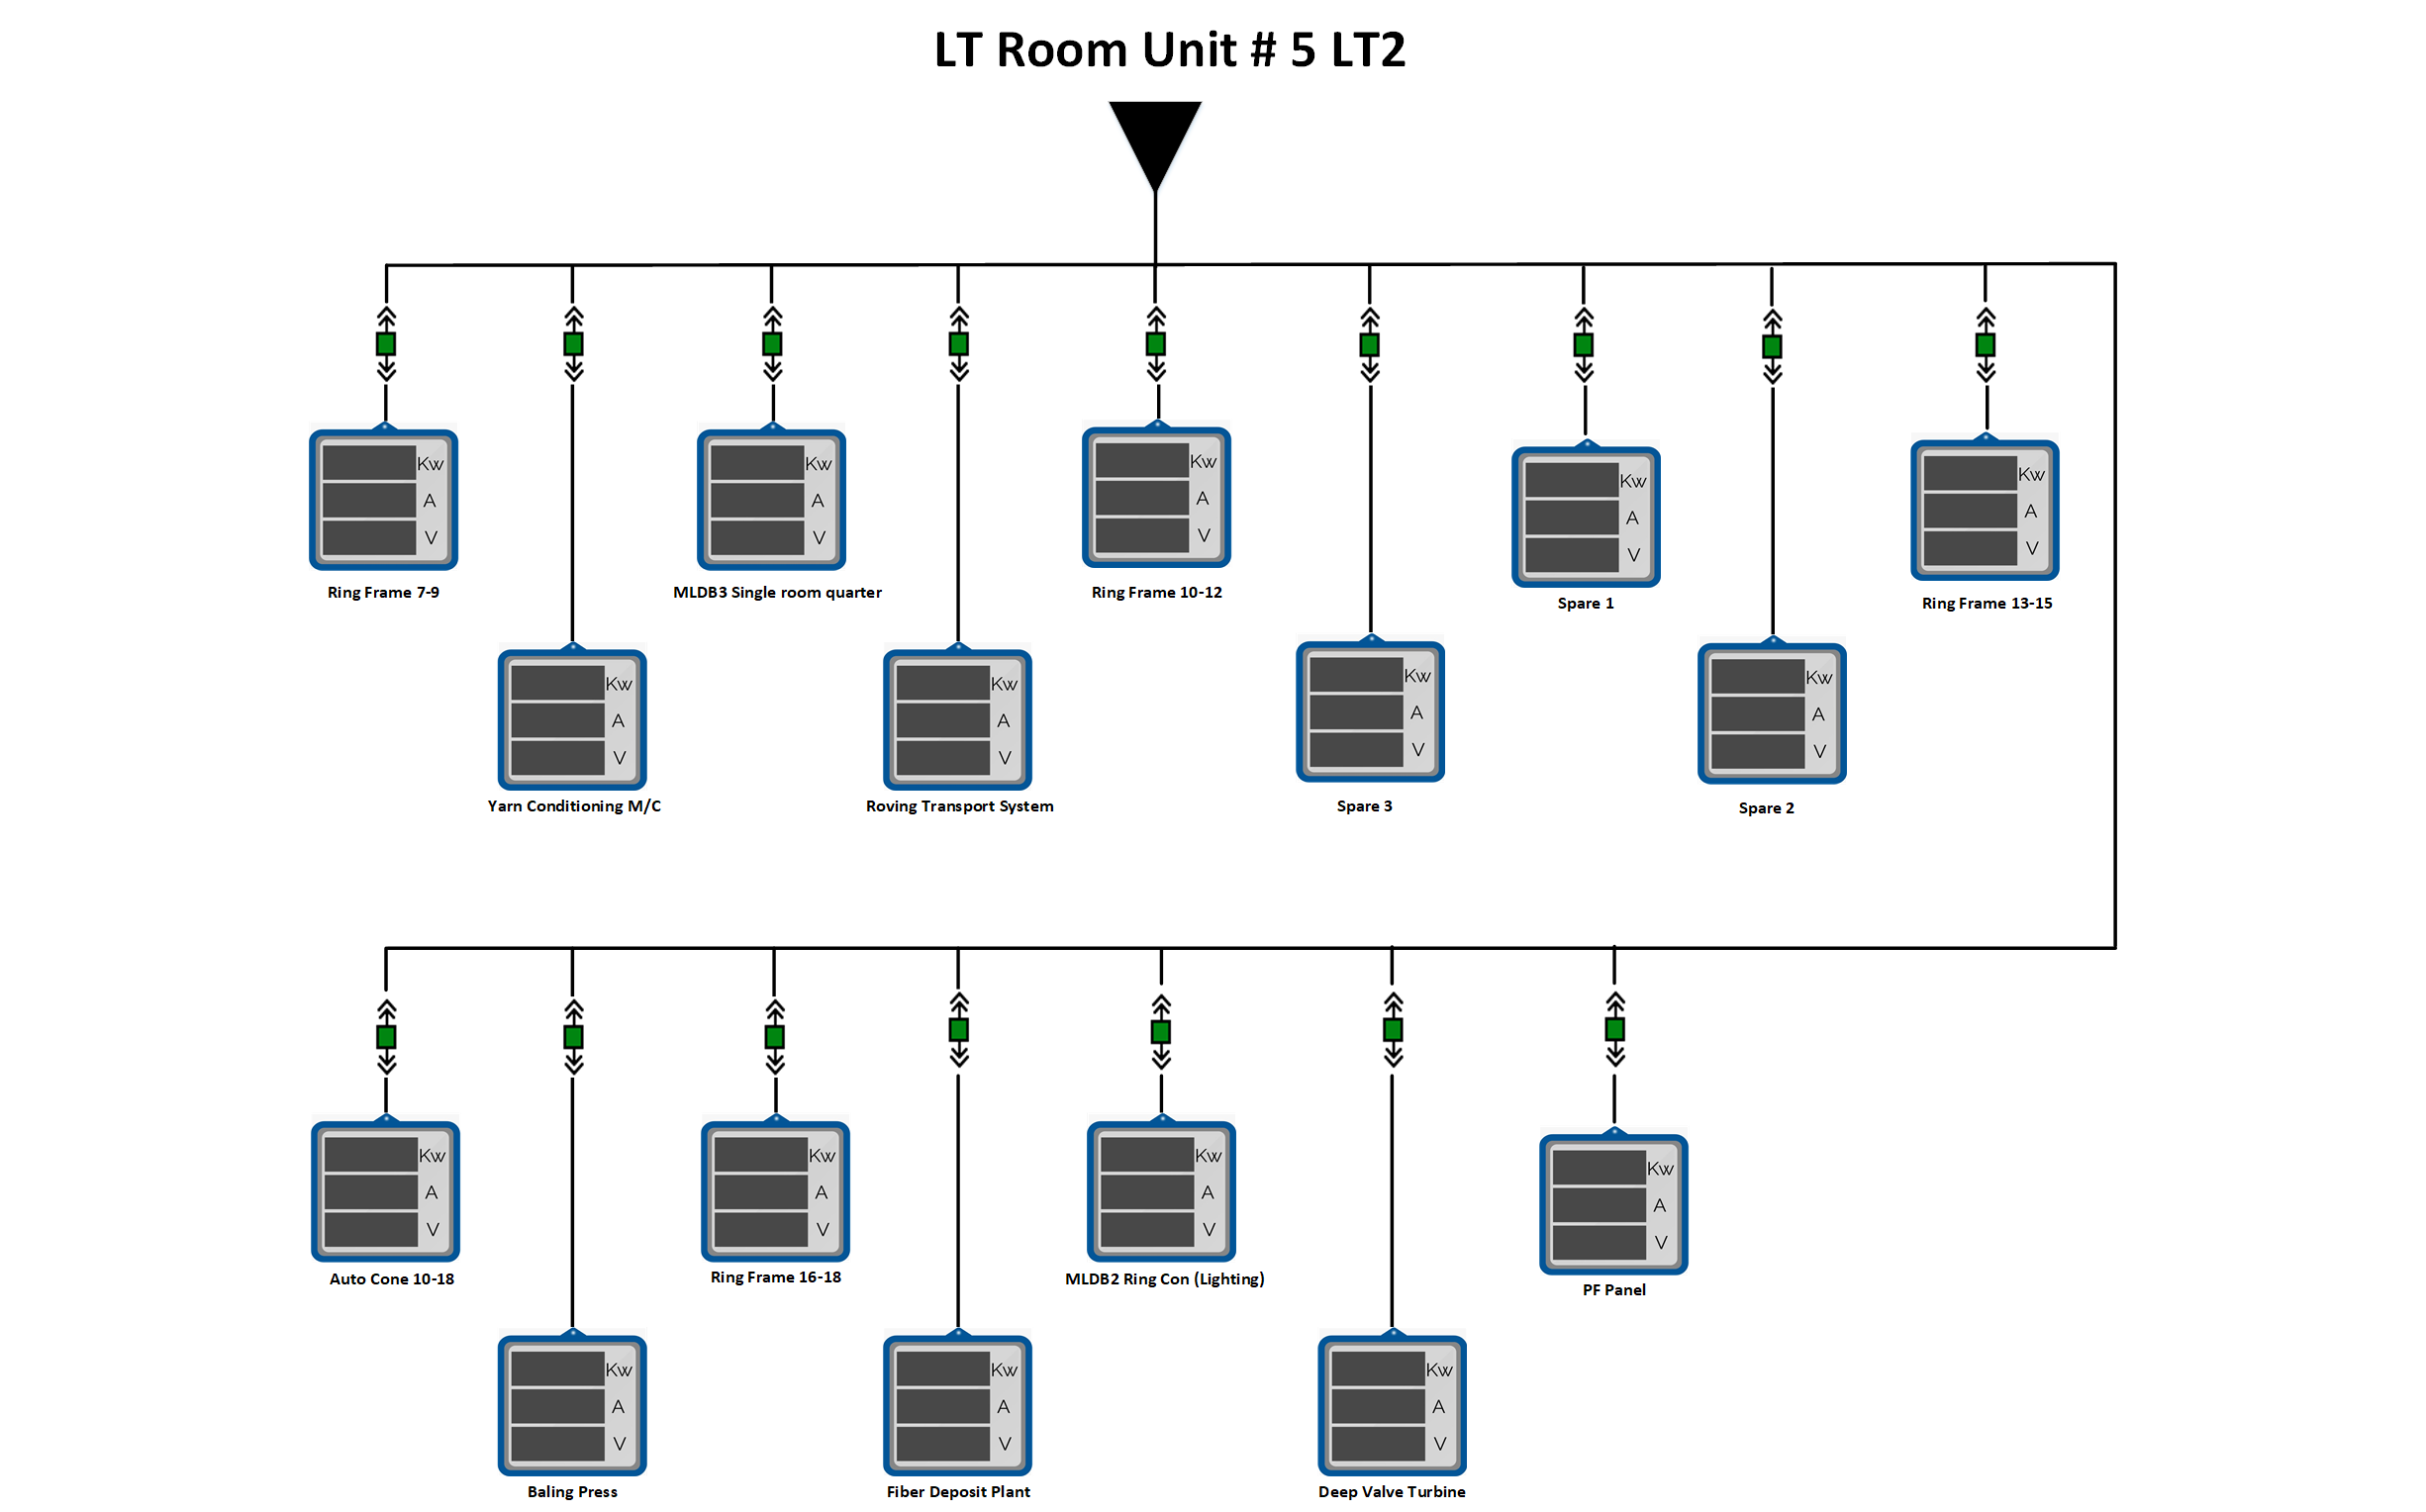 LT Room Unit # 5 LT2
Kw
A
V
Ring Frame 7-9
Kw
A
V
MLDB3 Single room quarter
Kw
A
V
Ring Frame 10-12
Kw
A
V
Spare 1
Kw
A
V
Ring Frame 13-15
Kw
A
V
Yarn Conditioning M/C
Kw
A
V
Roving Transport System
Kw
A
V
Spare 3
Kw
A
V
Spare 2
Kw
A
V
Auto Cone 10-18
Kw
A
V
Ring Frame 16-18
Kw
A
V
MLDB2 Ring Con (Lighting)
Kw
A
V
PF Panel
Kw
A
V
Baling Press
Kw
A
V
Fiber Deposit Plant
Kw
A
V
Deep Valve Turbine